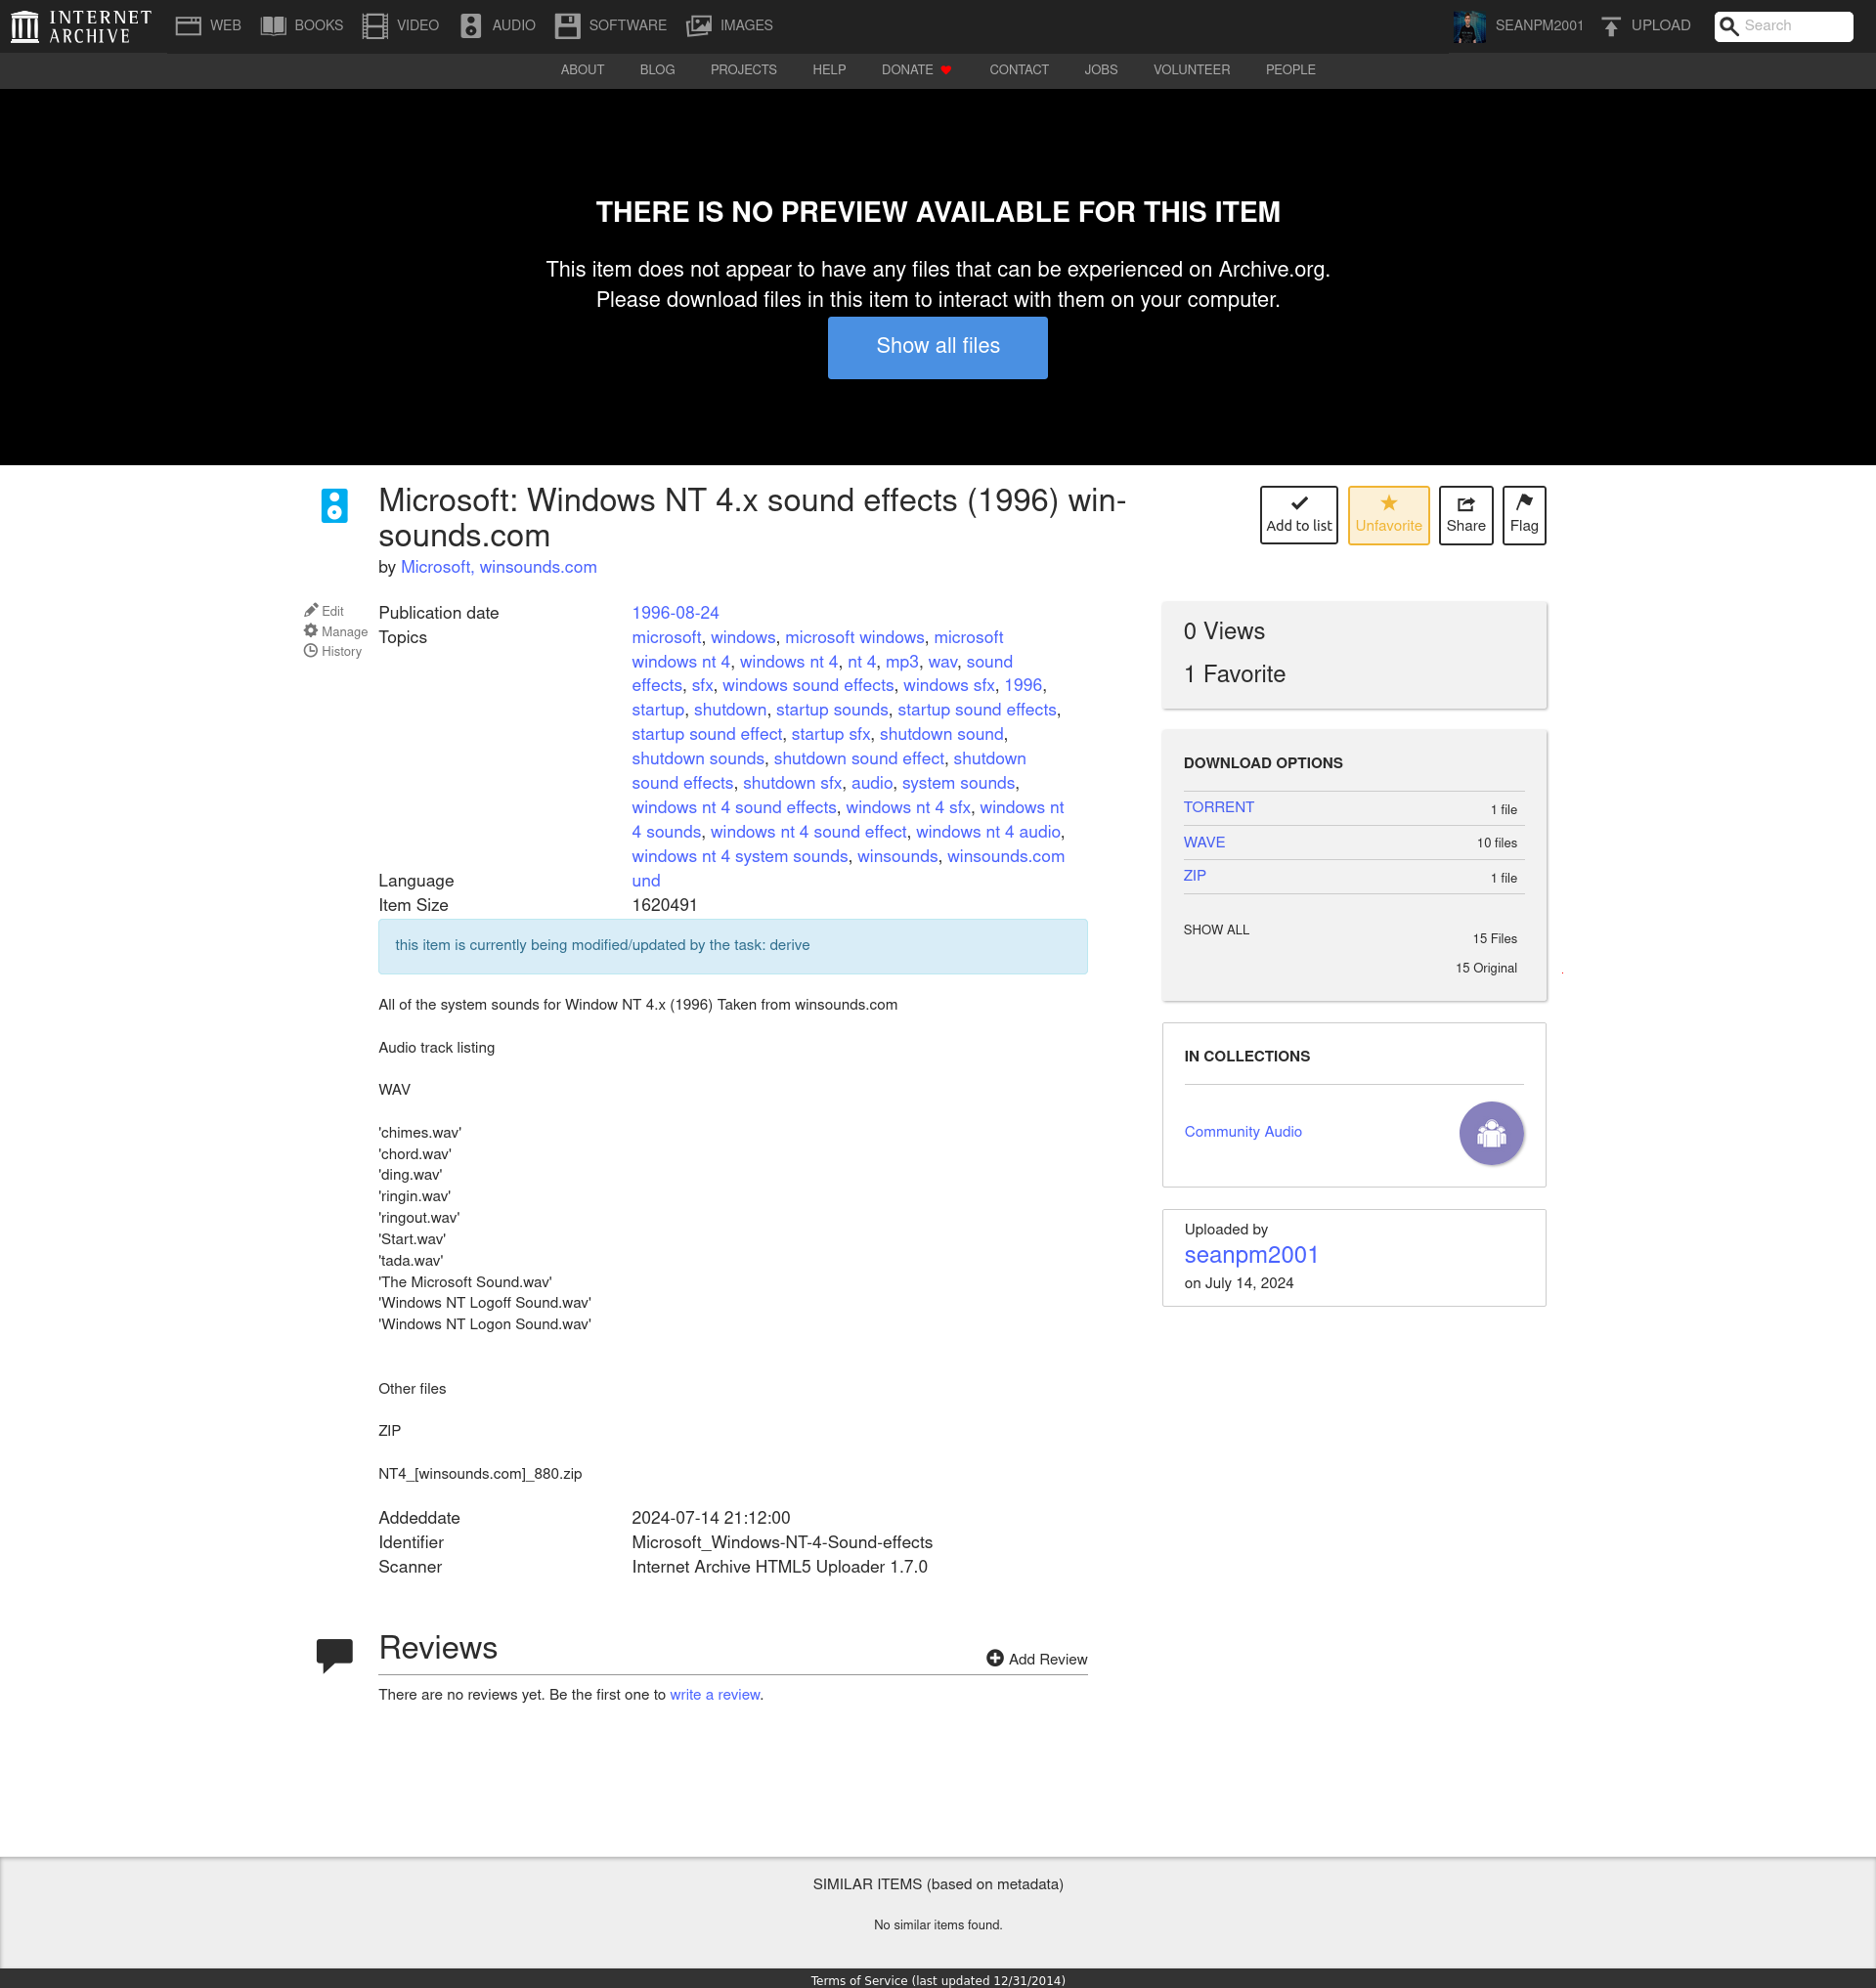 INTERNET ARCHIVE
WEB BOOKS VIDEO AUDIO SOFTWARE IMAGES SEANPM2001 UPLOAD Search
ABOUT BLOG PROJECTS HELP DONATE CONTACT JOBS VOLUNTEER PEOPLE
THERE IS NO PREVIEW AVAILABLE FOR THIS ITEM
This item does not appear to have any files that can be experienced on Archive.org.
Please download files in this item to interact with them on your computer.
Show all files
Microsoft: Windows NT 4.x sound effects (1996) win-
sounds.com
by Microsoft, winsounds.com
Add to list
Unfavorite
Share
Flag
Edit
Manage
History
Publication date 1996-08-24
Topics microsoft, windows, microsoft windows, microsoft
windows nt 4, windows nt 4, nt 4, mp3, wav, sound
effects, sfx, windows sound effects, windows sfx, 1996,
startup, shutdown, startup sounds, startup sound effects,
startup sound effect, startup sfx, shutdown sound,
shutdown sounds, shutdown sound effect, shutdown
sound effects, shutdown sfx, audio, system sounds,
windows nt 4 sound effects, windows nt 4 sfx, windows nt
4 sounds, windows nt 4 sound effect, windows nt 4 audio,
windows nt 4 system sounds, winsounds, winsounds.com
Language und
Item Size 1620491
this item is currently being modified/updated by the task: derive
All of the system sounds for Window NT 4.x (1996) Taken from winsounds.com
Audio track listing
WAV
'chimes.wav'
'chord.wav'
'ding.wav'
'ringin.wav'
'ringout.wav'
'Start.wav'
'tada.wav'
'The Microsoft Sound.wav'
'Windows NT Logoff Sound.wav'
'Windows NT Logon Sound.wav'
Other files
ZIP
NT4_[winsounds.com]_880.zip
Addeddate 2024-07-14 21:12:00
Identifier Microsoft_Windows-NT-4-Sound-effects
Scanner Internet Archive HTML5 Uploader 1.7.0
0 Views
1 Favorite
DOWNLOAD OPTIONS
TORRENT 1 file
WAVE 10 files
ZIP 1 file
SHOW ALL 15 Files
15 Original
IN COLLECTIONS
Community Audio
Uploaded by
seanpm2001
on July 14, 2024
Reviews
Add Review
There are no reviews yet. Be the first one to write a review.
SIMILAR ITEMS (based on metadata)
No similar items found.
Terms of Service (last updated 12/31/2014)